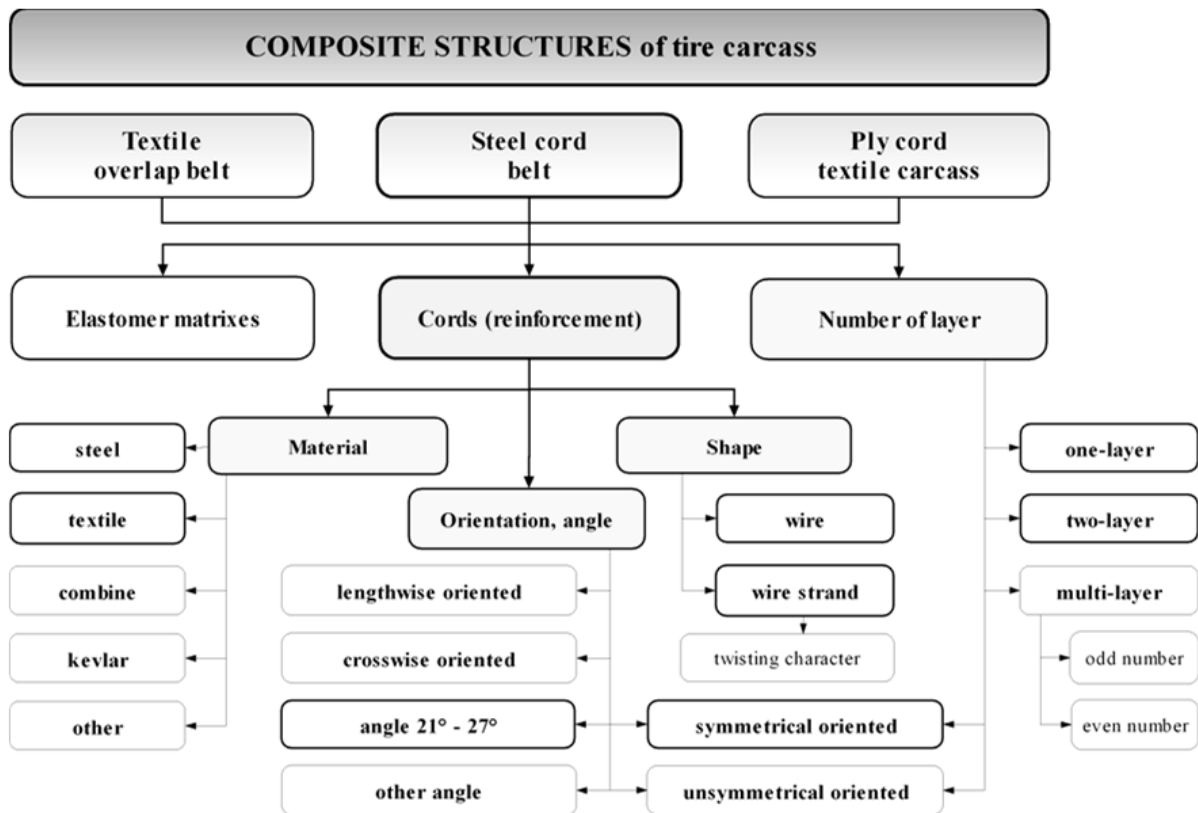 COMPOSITE STRUCTURES of tire carcass
Textile
overlap belt
Steel cord
belt
Ply cord
textile carcass
Elastomer matrixes
Cords (reinforcement)
Number of layer
Material
Shape
Orientation, angle
steel
textile
combine
kevlar
other
lengthwise oriented
crosswise oriented
angle 21° - 27°
other angle
wire
wire strand
twisting character
symmetrical oriented
unsymmetrical oriented
one-layer
two-layer
multi-layer
odd number
even number